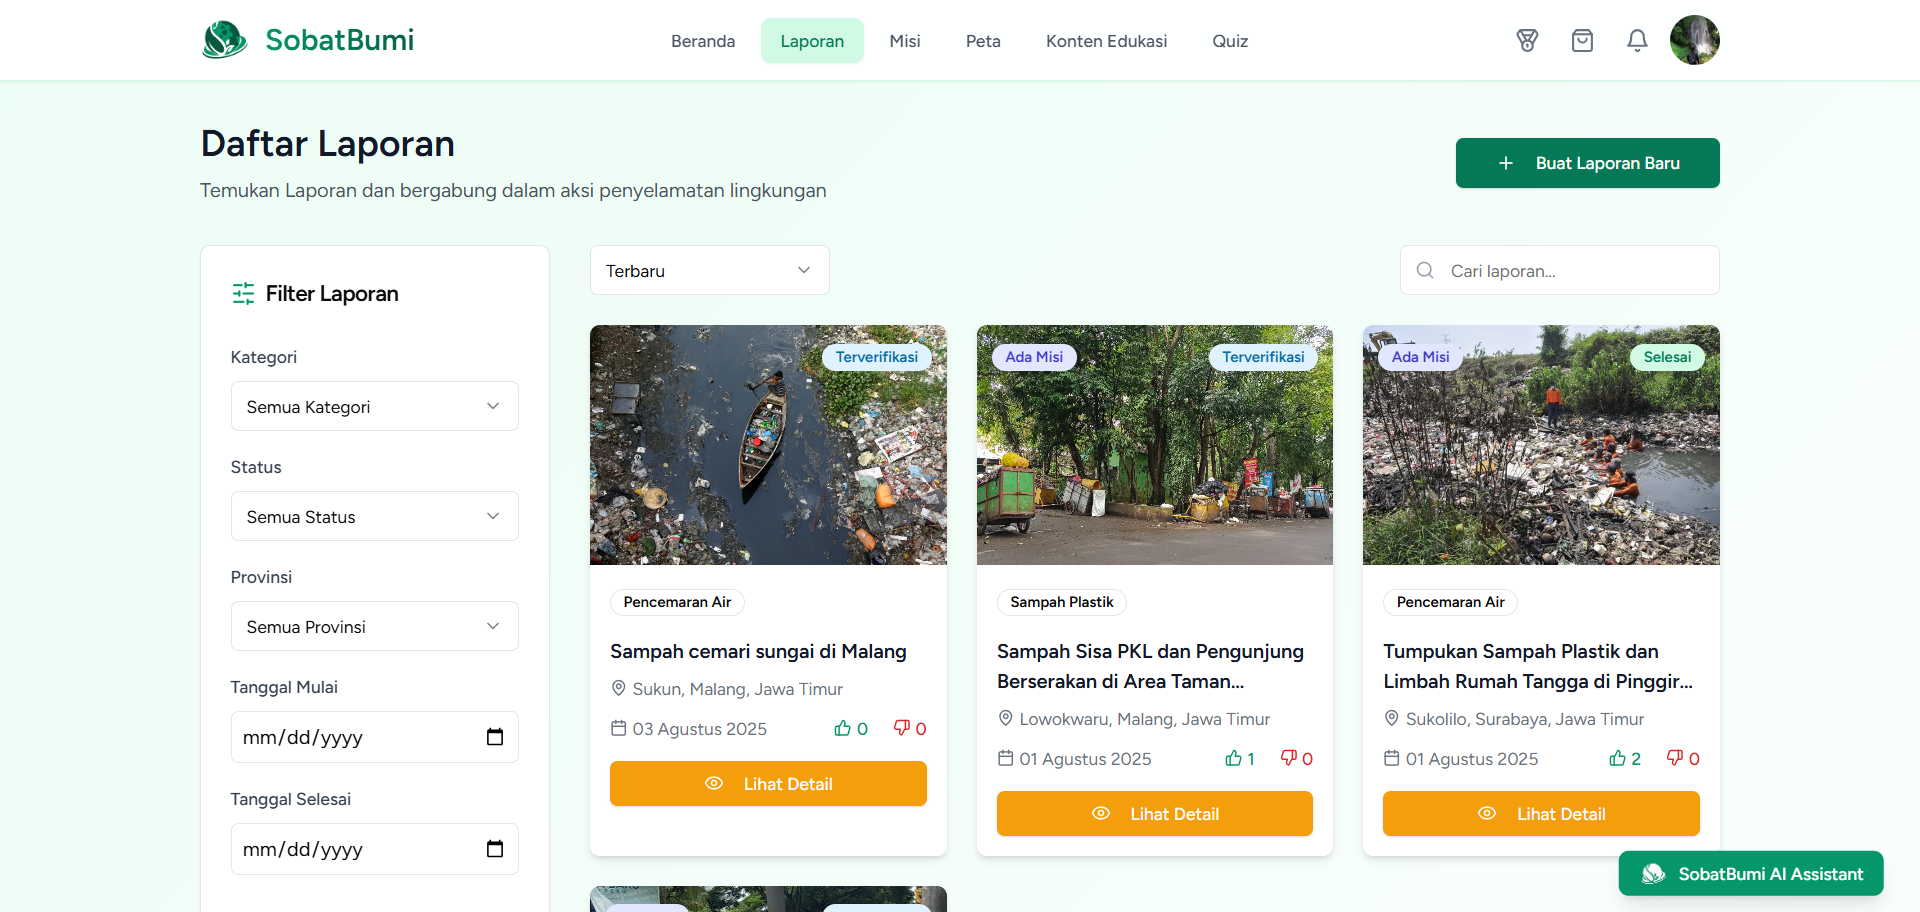 SobatBumi
Beranda
Laporan
Misi
Peta
Konten Edukasi
Quiz
Daftar Laporan
Temukan Laporan dan bergabung dalam aksi penyelamatan lingkungan
Buat Laporan Baru
Filter Laporan
Kategori
Semua Kategori
Status
Semua Status
Provinsi
Semua Provinsi
Tanggal Mulai
mm/dd/yyyy
Tanggal Selesai
mm/dd/yyyy
Terbaru
Cari laporan...
Terverifikasi
Pencemaran Air
Sampah cemari sungai di Malang
Sukun, Malang, Jawa Timur
03 Agustus 2025
0
0
Lihat Detail
Ada Misi
Terverifikasi
Sampah Plastik
Sampah Sisa PKL dan Pengunjung
Berserakan di Area Taman...
Lowokwaru, Malang, Jawa Timur
01 Agustus 2025
1
0
Lihat Detail
Ada Misi
Selesai
Pencemaran Air
Tumpukan Sampah Plastik dan
Limbah Rumah Tangga di Pinggir...
Sukolilo, Surabaya, Jawa Timur
01 Agustus 2025
2
0
Lihat Detail
SobatBumi AI Assistant